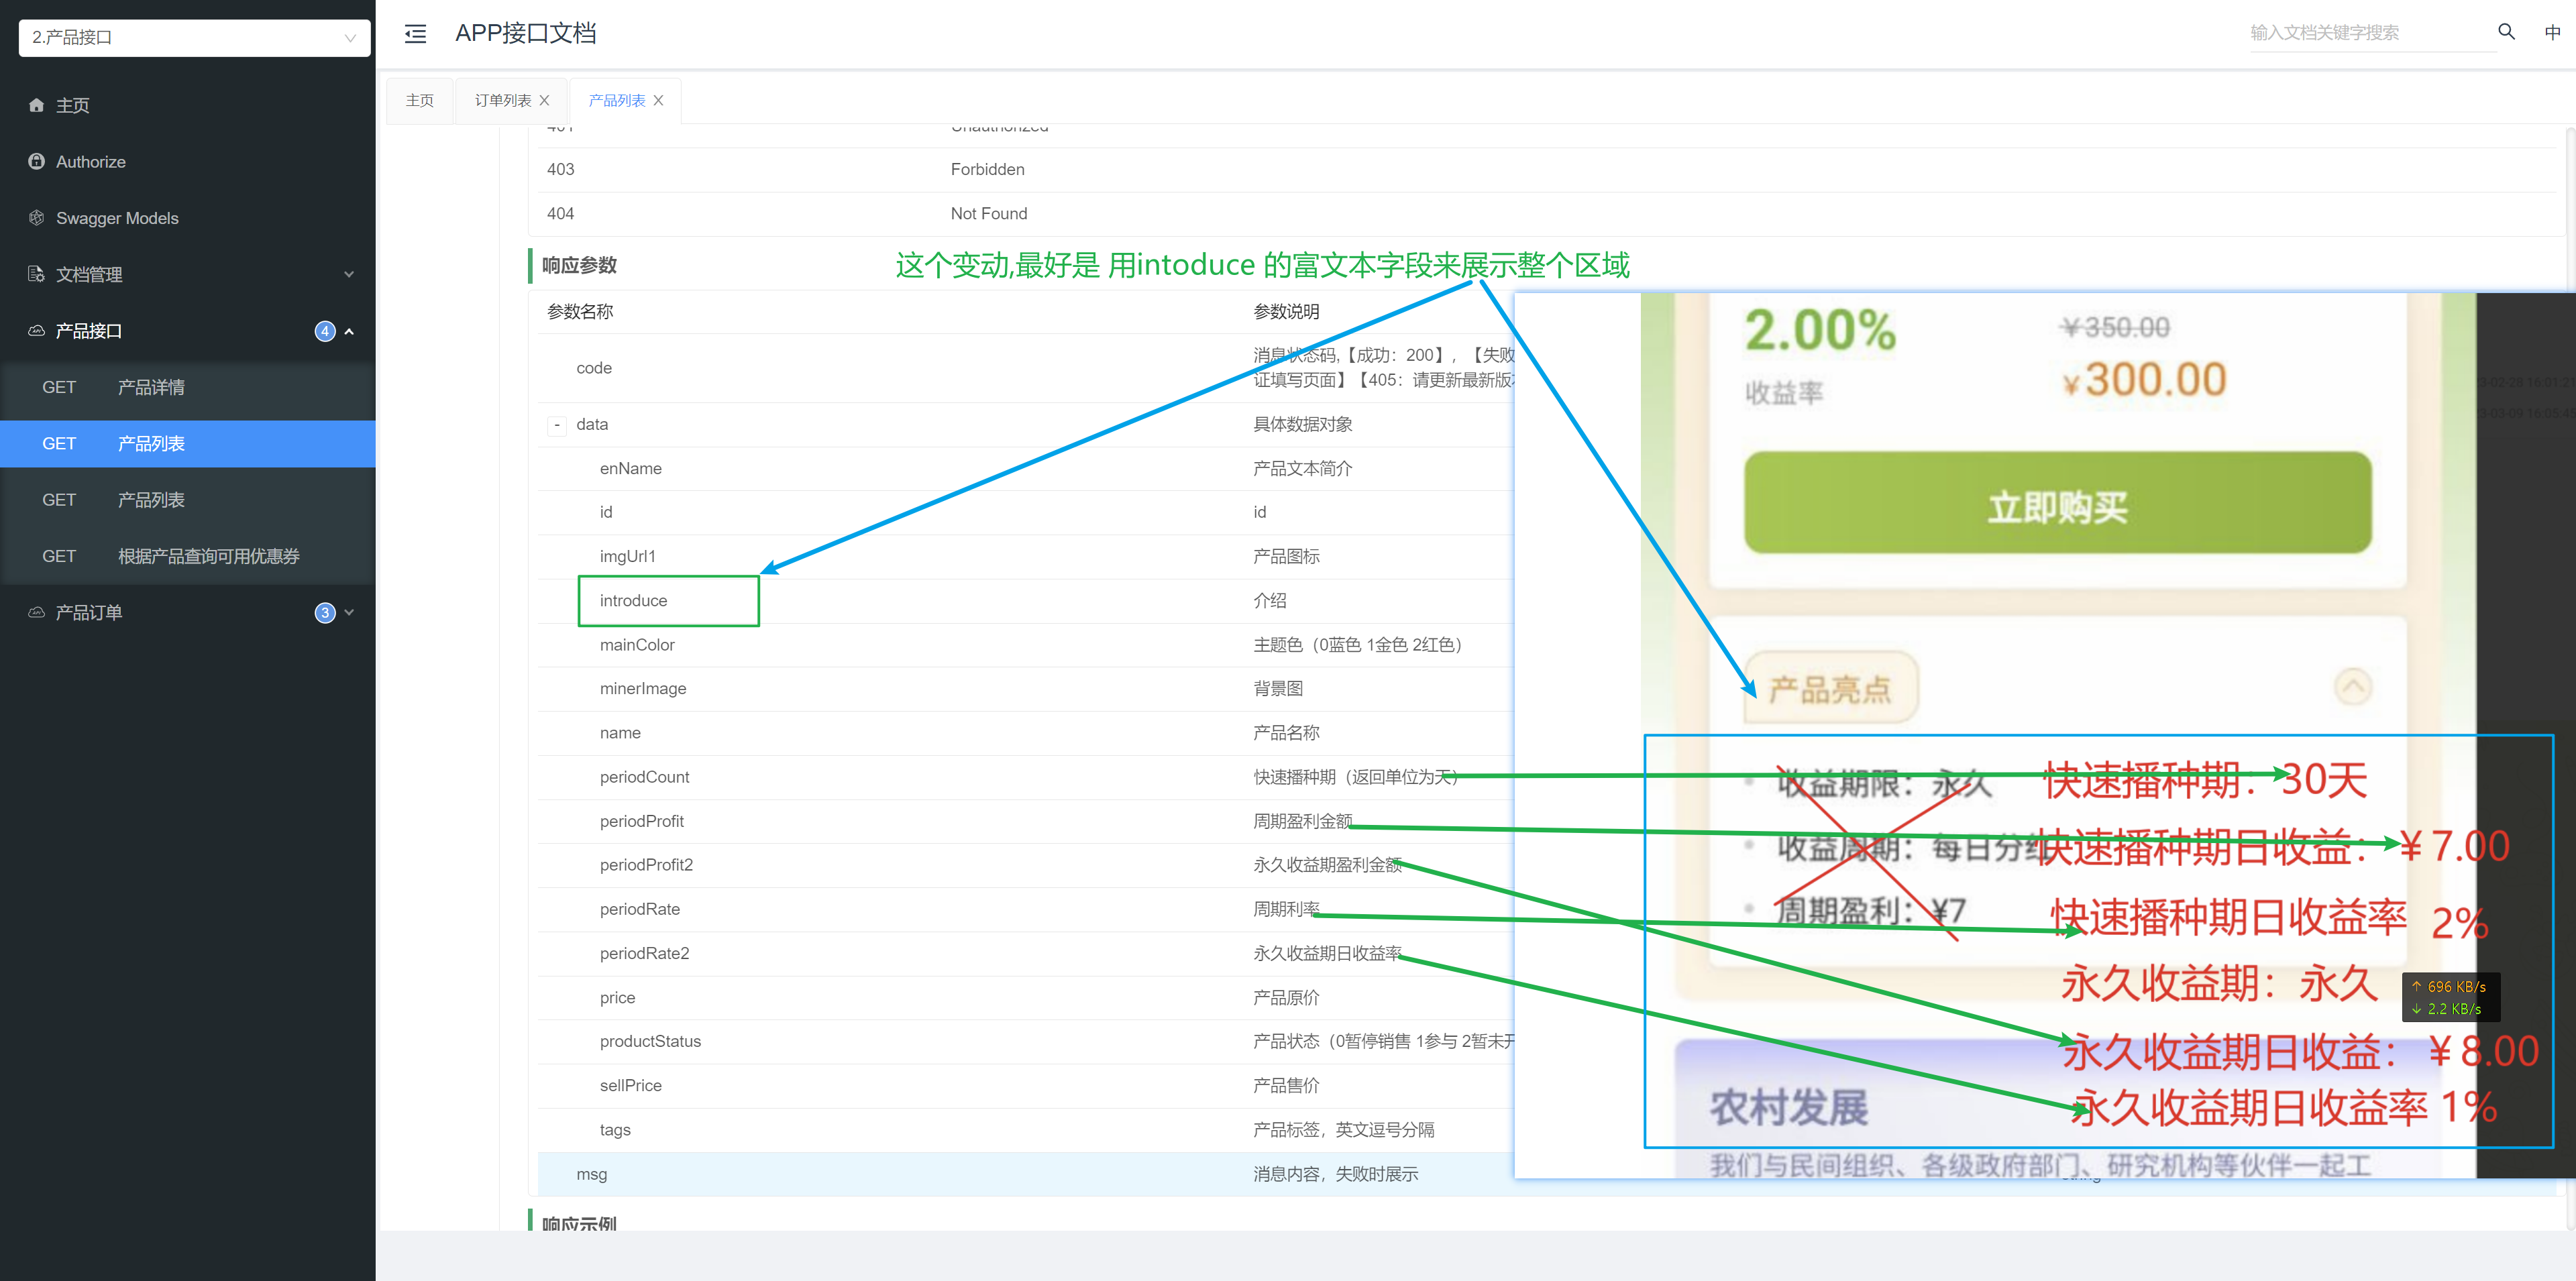 2.产品接口
APP接口文档
输入文档关键字搜索
中
主页
Authorize
Swagger Models
文档管理
产品接口
4
GET 产品详情
GET 产品列表
GET 产品列表
GET 根据产品查询可用优惠券
产品订单
3
主页
订单列表
产品列表
401 Unauthorized
403 Forbidden
404 Not Found
响应参数
这个变动,最好是 用intoduce 的富文本字段来展示整个区域
参数名称 参数说明
code 消息状态码,【成功：200】，【失败
证填写页面】【405：请更新最新版本
- data 具体数据对象
enName 产品文本简介
id id
imgUrl1 产品图标
introduce 介绍
mainColor 主题色（0蓝色 1金色 2红色）
minerImage 背景图
name 产品名称
periodCount 快速播种期（返回单位为天）
periodProfit 周期盈利金额
periodProfit2 永久收益期盈利金额
periodRate 周期利率
periodRate2 永久收益期日收益率
price 产品原价
productStatus 产品状态（0暂停销售 1参与 2暂未开
sellPrice 产品售价
tags 产品标签，英文逗号分隔
msg 消息内容，失败时展示
string
响应示例
2.00%
收益率
￥350.00
￥300.00
3-02-28 16:01:21
3-03-09 16:05:45
立即购买
产品亮点
收益期限：永久
快速播种期：30天
收益周期：每日分红
快速播种期日收益：￥7.00
周期盈利：¥7
快速播种期日收益率 2%
永久收益期：永久
↑ 696 KB/s
↓ 2.2 KB/s
永久收益期日收益：￥8.00
永久收益期日收益率 1%
农村发展
我们与民间组织、各级政府部门、研究机构等伙伴一起工